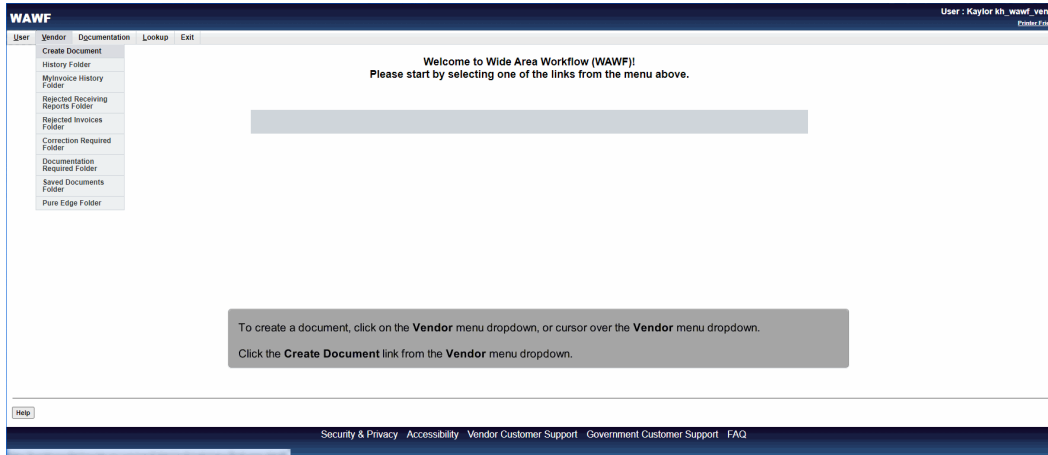 WAWF
User : Kaylor kh_wawf_ven
Printer Frie
User Vendor Documentation Lookup Exit
Create Document
History Folder
MyInvoice History
Folder
Rejected Receiving
Reports Folder
Rejected Invoices
Folder
Correction Required
Folder
Documentation
Required Folder
Saved Documents
Folder
Pure Edge Folder
Welcome to Wide Area Workflow (WAWF)!
Please start by selecting one of the links from the menu above.
To create a document, click on the Vendor menu dropdown, or cursor over the Vendor menu dropdown.
Click the Create Document link from the Vendor menu dropdown.
Help
Security & Privacy Accessibility Vendor Customer Support Government Customer Support FAQ